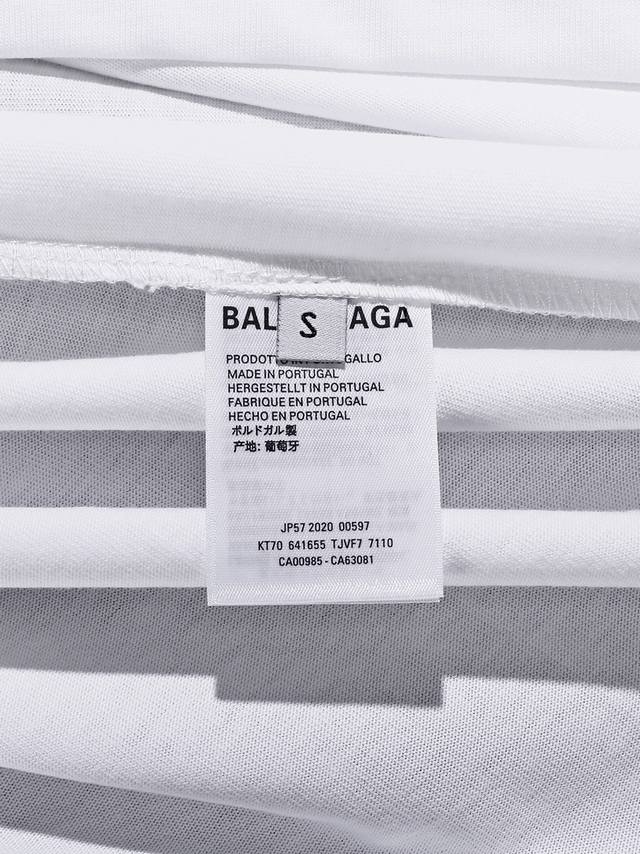 BAL S AGA
PRODOTTO IN PORTOGALLO
MADE IN PORTUGAL
HERGESTELLT IN PORTUGAL
FABRIQUE EN PORTUGAL
HECHO EN PORTUGAL
ポルドガル製
产地: 葡萄牙
JP57 2020 00597
KT70 641655 TJVF7 7110
CA00985 - CA63081